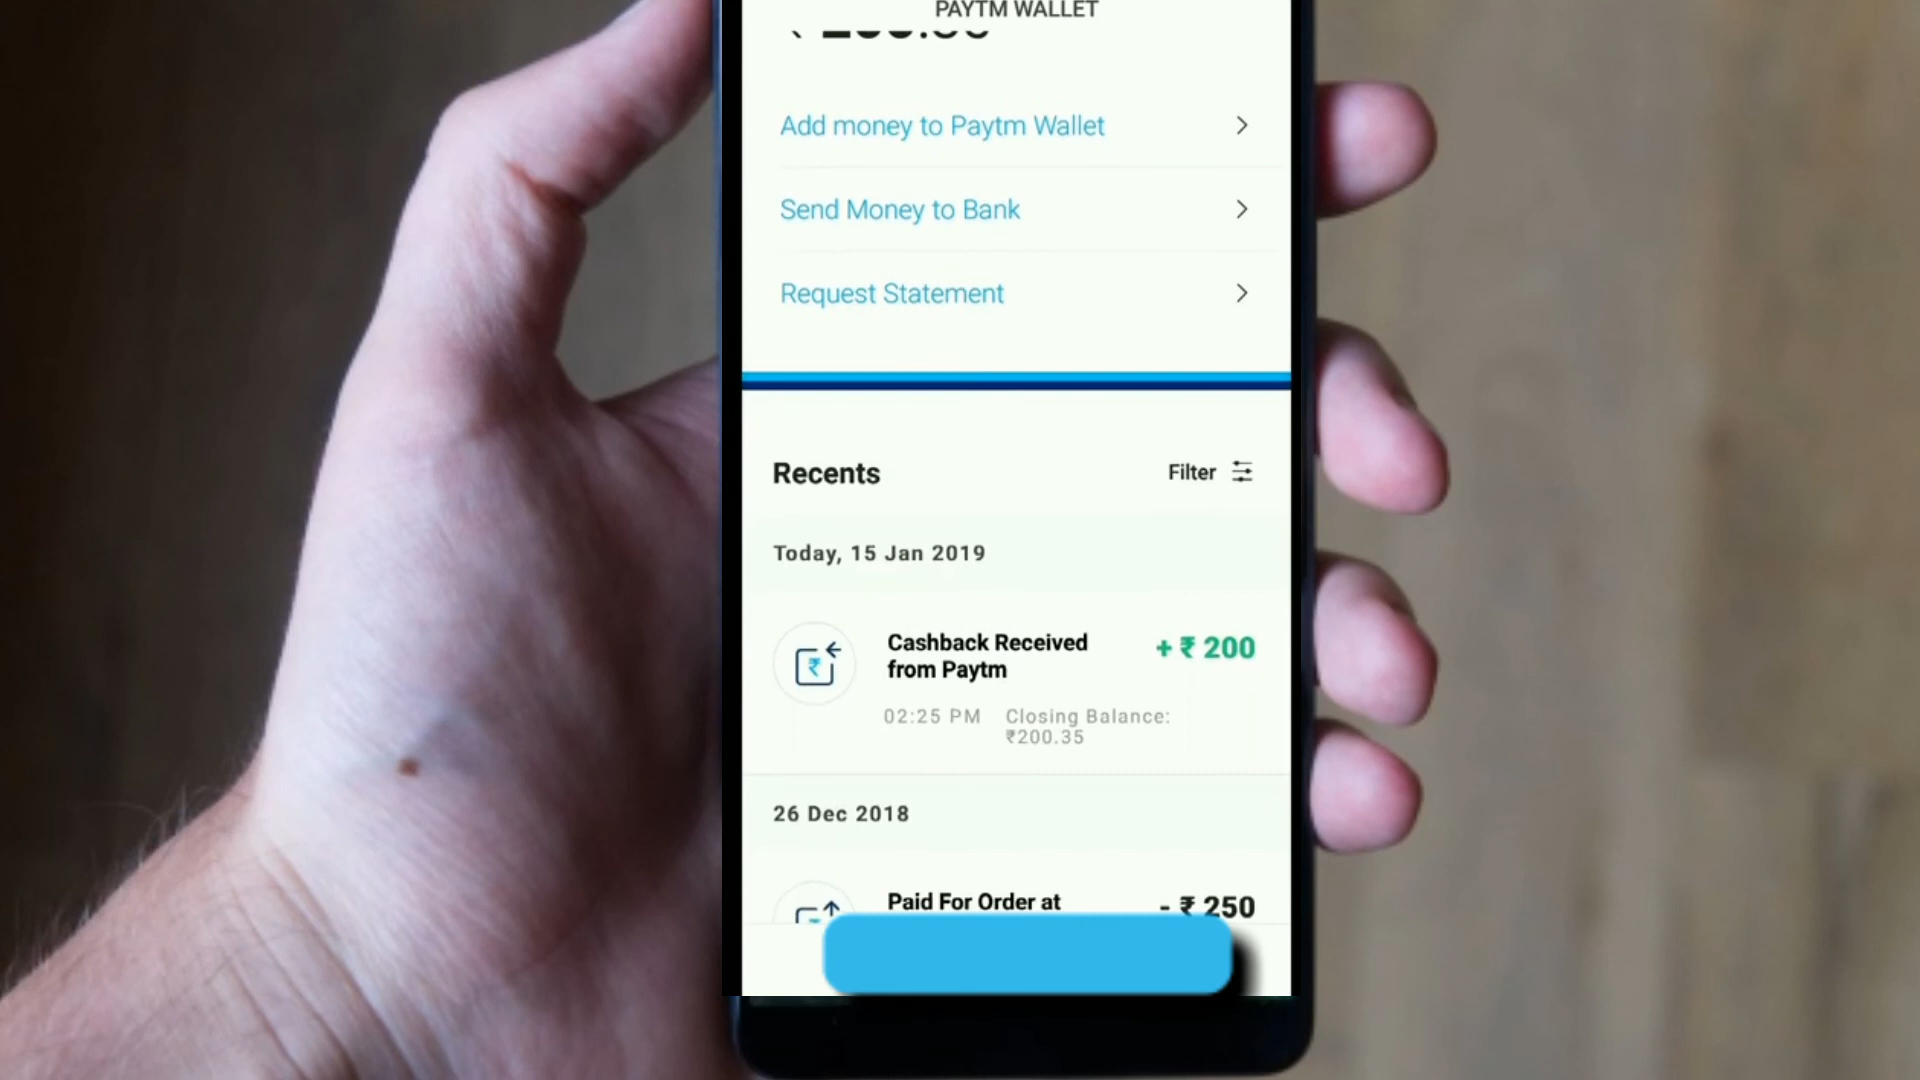 PAYTM WALLET
Add money to Paytm Wallet
Send Money to Bank
Request Statement
Recents
Filter
Today, 15 Jan 2019
Cashback Received
from Paytm
+ ₹ 200
02:25 PM
Closing Balance:
₹200.35
26 Dec 2018
Paid For Order at
- ₹ 250